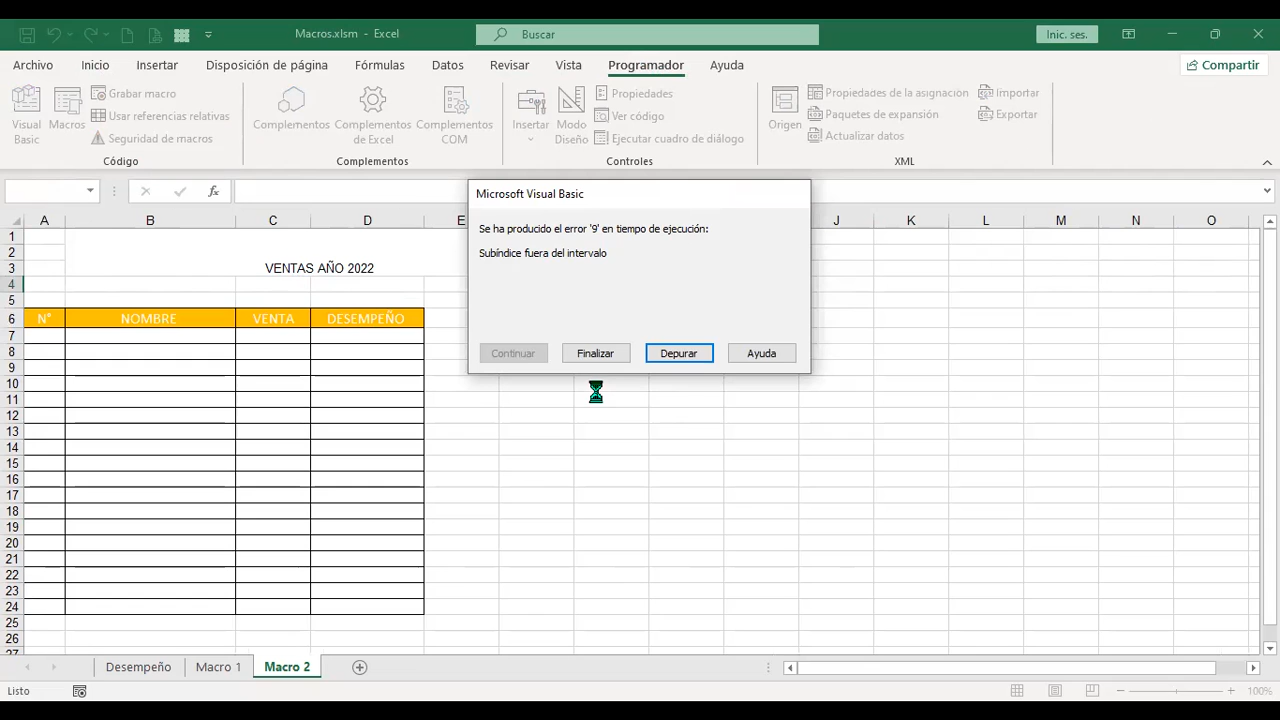 Macros.xlsm - Excel
Buscar
Inic. ses.
Archivo
Inicio
Insertar
Disposición de página
Fórmulas
Datos
Revisar
Vista
Programador
Ayuda
Compartir
Visual Basic
Macros
Grabar macro
Usar referencias relativas
Seguridad de macros
Código
Complementos
Complementos de Excel
Complementos COM
Complementos
Insertar
Modo Diseño
Propiedades
Ver código
Ejecutar cuadro de diálogo
Controles
Origen
Propiedades de la asignación
Paquetes de expansión
Actualizar datos
Importar
Exportar
XML
fx
Microsoft Visual Basic
Se ha producido el error '9' en tiempo de ejecución:
Subíndice fuera del intervalo
Continuar
Finalizar
Depurar
Ayuda
A B C D E J K L M N O
1
2
3 VENTAS AÑO 2022
4
5
6 N° NOMBRE VENTA DESEMPEÑO
7
8
9
10
11
12
13
14
15
16
17
18
19
20
21
22
23
24
25
26
27
Desempeño
Macro 1
Macro 2
Listo
100%